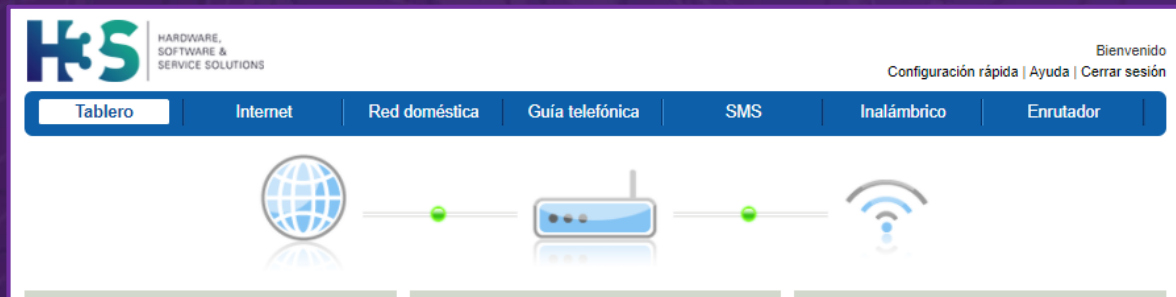 H3S
HARDWARE,
SOFTWARE &
SERVICE SOLUTIONS
Bienvenido
Configuración rápida | Ayuda | Cerrar sesión
Tablero Internet Red doméstica Guía telefónica SMS Inalámbrico Enrutador